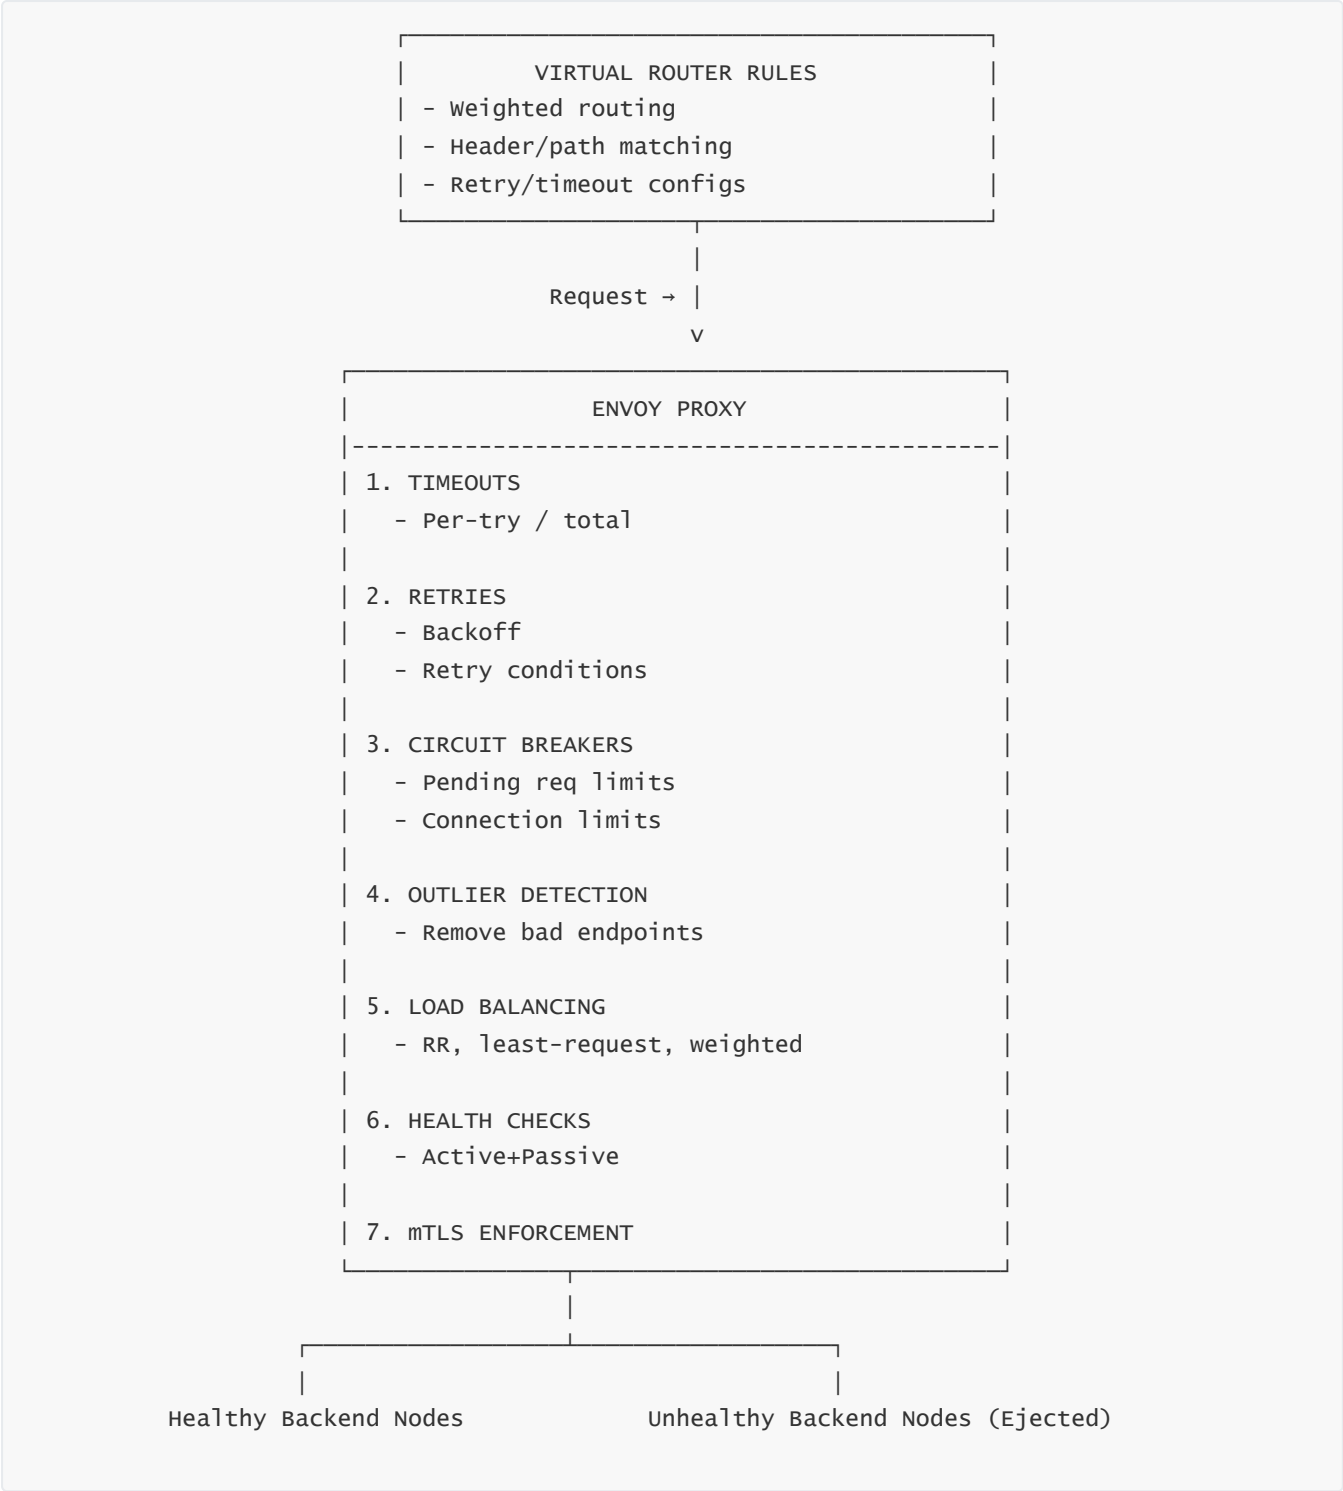 VIRTUAL ROUTER RULES
- Weighted routing
- Header/path matching
- Retry/timeout configs
Request →
v
ENVOY PROXY
1. TIMEOUTS
- Per-try / total
2. RETRIES
- Backoff
- Retry conditions
3. CIRCUIT BREAKERS
- Pending req limits
- Connection limits
4. OUTLIER DETECTION
- Remove bad endpoints
5. LOAD BALANCING
- RR, least-request, weighted
6. HEALTH CHECKS
- Active+Passive
7. mTLS ENFORCEMENT
Healthy Backend Nodes Unhealthy Backend Nodes (Ejected)